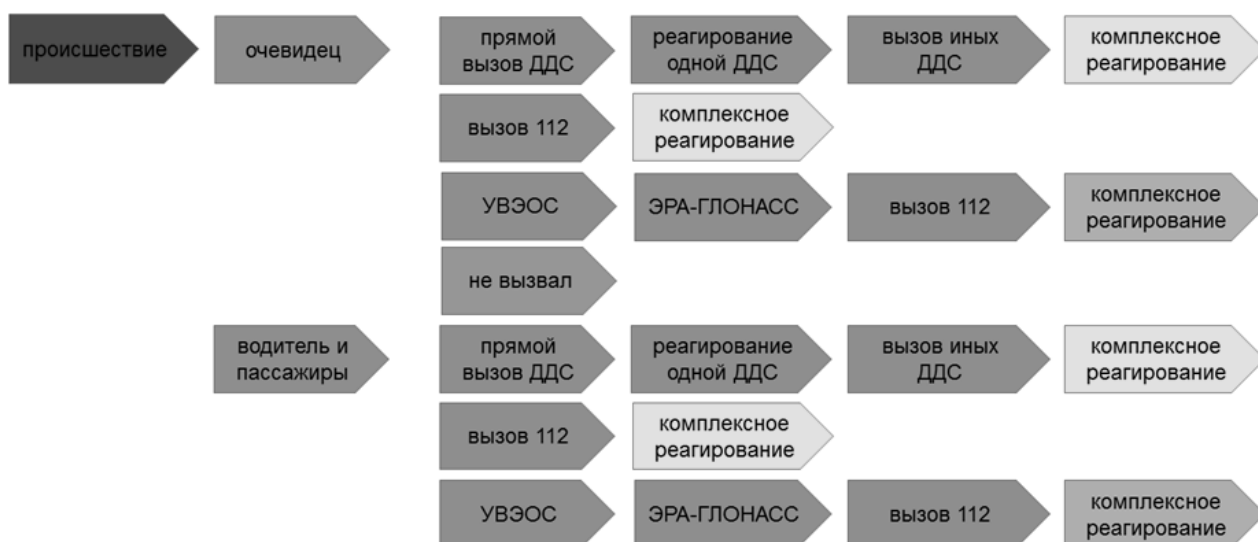 происшествие
очевидец
прямой
вызов ДДС
реагирование
одной ДДС
вызов иных
ДДС
комплексное
реагирование
вызов 112
комплексное
реагирование
УВЭОС
ЭРА-ГЛОНАСС
вызов 112
комплексное
реагирование
не вызвал
водитель и
пассажиры
прямой
вызов ДДС
реагирование
одной ДДС
вызов иных
ДДС
комплексное
реагирование
вызов 112
комплексное
реагирование
УВЭОС
ЭРА-ГЛОНАСС
вызов 112
комплексное
реагирование